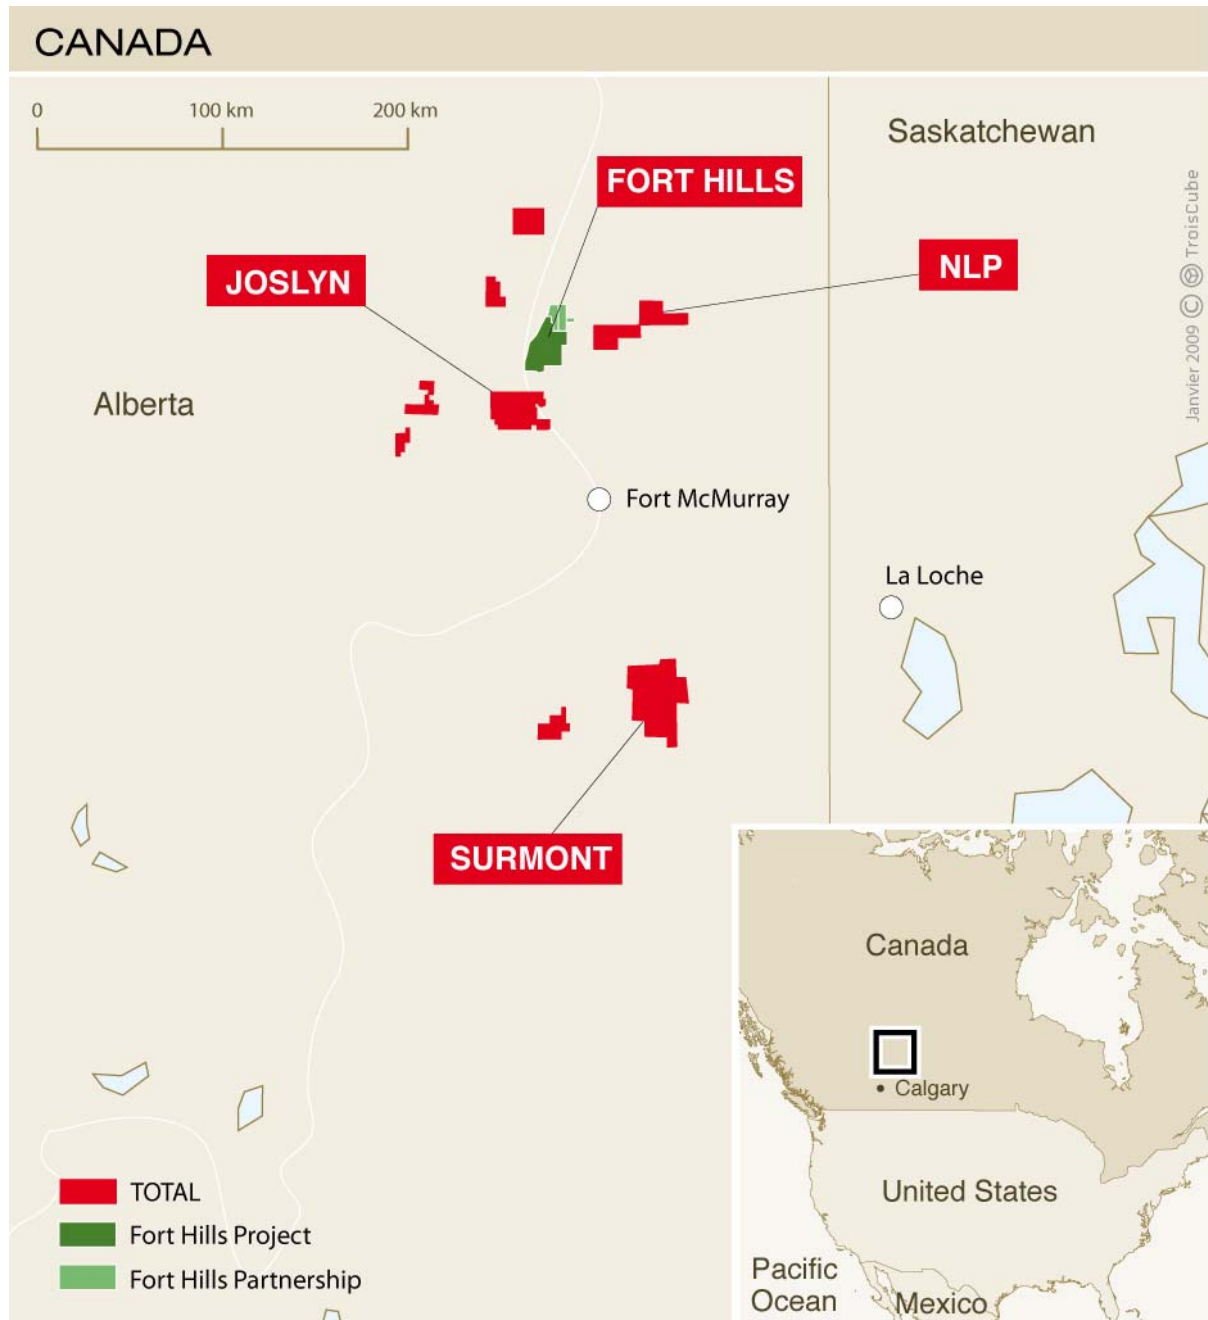 CANADA
0
100 km
200 km
Saskatchewan
FORT HILLS
NLP
JOSLYN
Alberta
Fort McMurray
La Loche
SURMONT
Janvier 2009 © TroisCube
Canada
Calgary
United States
Pacific
Ocean
Mexico
TOTAL
Fort Hills Project
Fort Hills Partnership